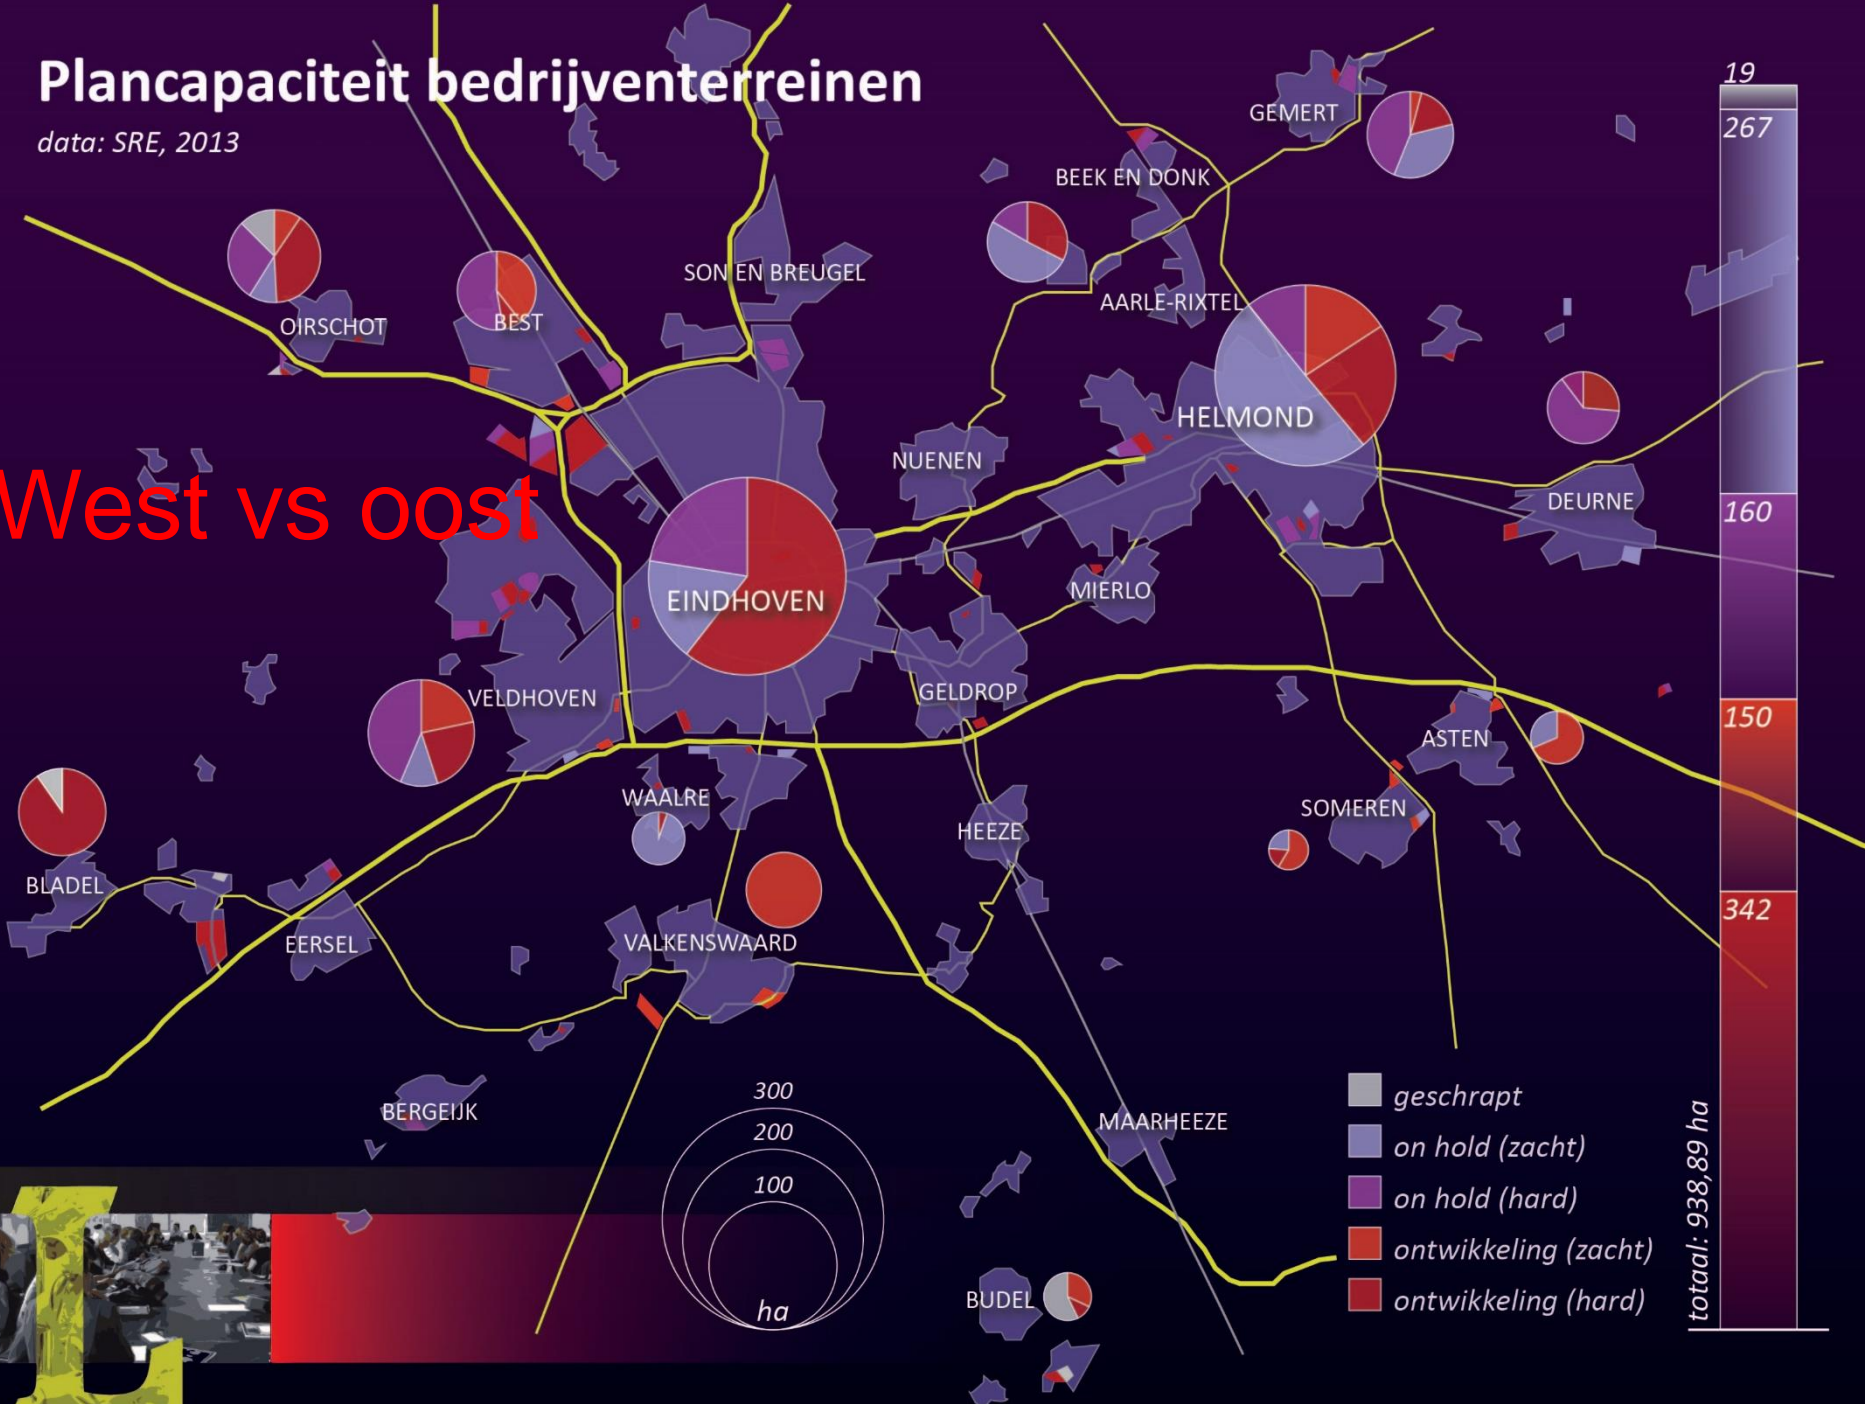 Plancapaciteit bedrijventerreinen
data: SRE, 2013
19
267
GEMERT
BEEK EN DONK
SON EN BREUGEL
AARLE-RIXTEL
OIRSCHOT
BEST
HELMOND
NUENEN
West vs oost
DEURNE
160
MIERLO
EINDHOVEN
VELDHOVEN
GELDROP
150
ASTEN
WAALRE
SOMEREN
HEEZE
BLADEL
342
EERSEL
VALKENSWAARD
BERGEIJK
MAARHEEZE
300
200
100
ha
geschrapt
on hold (zacht)
on hold (hard)
ontwikkeling (zacht)
ontwikkeling (hard)
totaal: 938,89 ha
BUDEL
L